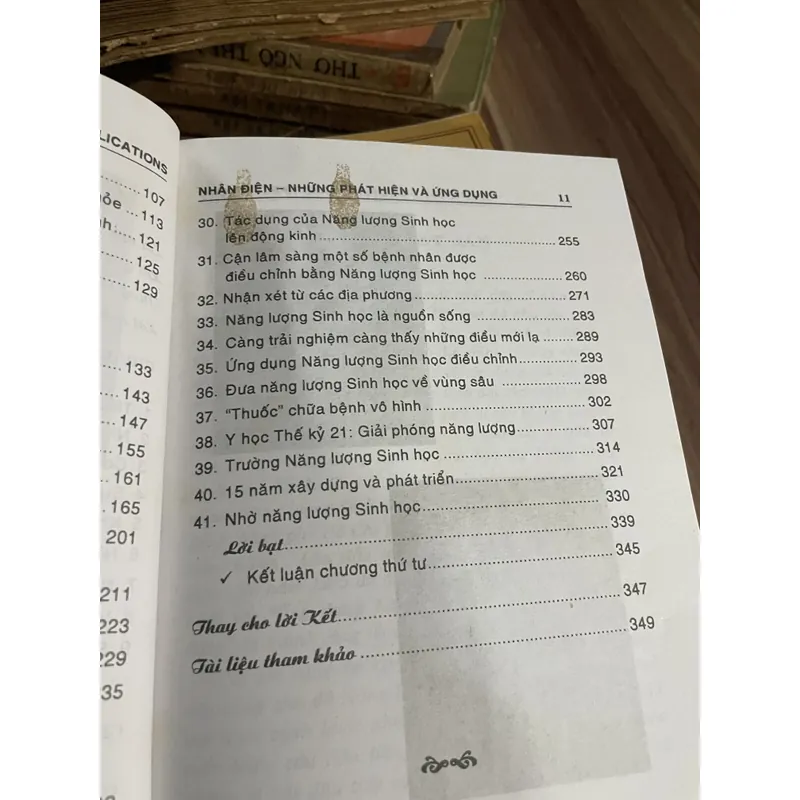 THƠ NGÔ
LICATIONS
107
ỏe ... 113
nh ..... 121
125
129
133
143
147
155
161
165
201
211
223
229
235
NHÂN ĐIỆN – NHỮNG PHÁT HIỆN VÀ ỨNG DỤNG 11
30. Tác dụng của Năng lượng Sinh học
lên động kinh ..... 255
31. Cận lâm sàng một số bệnh nhân được
điều chỉnh bằng Năng lượng Sinh học ..... 260
32. Nhận xét từ các địa phương ..... 271
33. Năng lượng Sinh học là nguồn sống ..... 283
34. Càng trải nghiệm càng thấy những điều mới lạ ..... 289
35. Ứng dụng Năng lượng Sinh học điều chỉnh ..... 293
36. Đưa năng lượng Sinh học về vùng sâu ..... 298
37. "Thuốc" chữa bệnh vô hình ..... 302
38. Y học Thế kỷ 21: Giải phóng năng lượng ..... 307
39. Trường Năng lượng Sinh học ..... 314
40. 15 năm xây dựng và phát triển ..... 321
41. Nhờ năng lượng Sinh học ..... 330
Lời bạt ..... 339
✓ Kết luận chương thứ tư ..... 345
Thay cho lời Kết ..... 347
Tài liệu tham khảo ..... 349